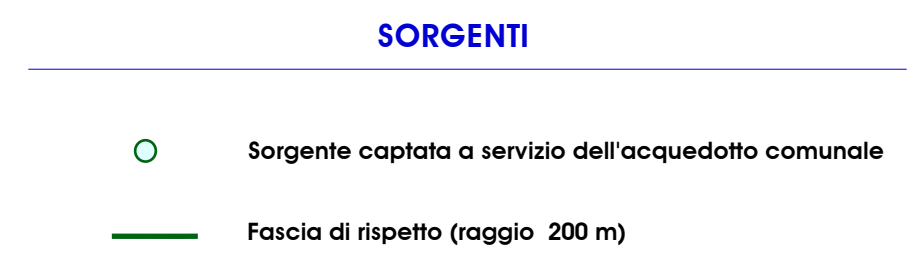 SORGENTI
Sorgente captata a servizio dell'acquedotto comunale
Fascia di rispetto (raggio  200 m)